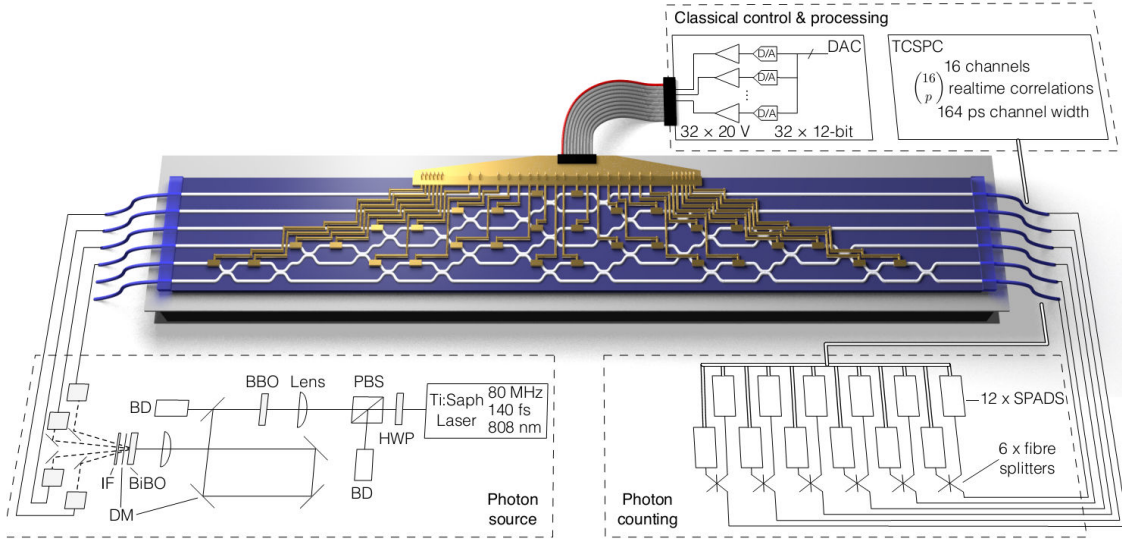 Classical control & processing
DAC
D/A
D/A
⋮
D/A
32 × 20 V
32 × 12-bit
TCSPC
16 channels
(16 p) realtime correlations
164 ps channel width
BBO
Lens
PBS
BD
HWP
Ti:Saph
Laser
80 MHz
140 fs
808 nm
IF
BiBO
BD
DM
Photon
source
12 x SPADS
6 x fibre
splitters
Photon
counting